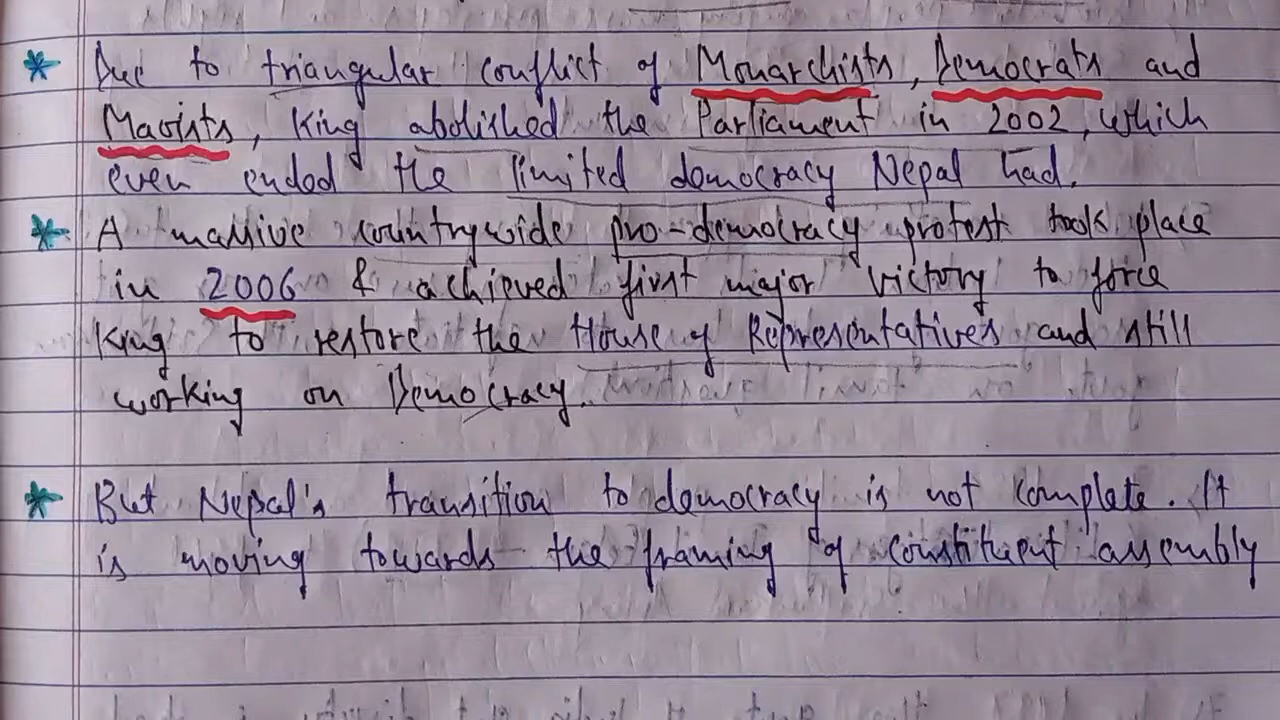 * Due to triangular conflict of Monarchists, Democrats and
Maoists, King abolished the Parliament in 2002, which
even ended the limited democracy Nepal had.
* A massive countrywide pro-democracy protest took place
in 2006 & achieved first major victory to force
King to restore the House of Representatives and still
working on Democracy.
* But Nepal's transition to democracy is not complete. It
is moving towards the framing of constituent assembly